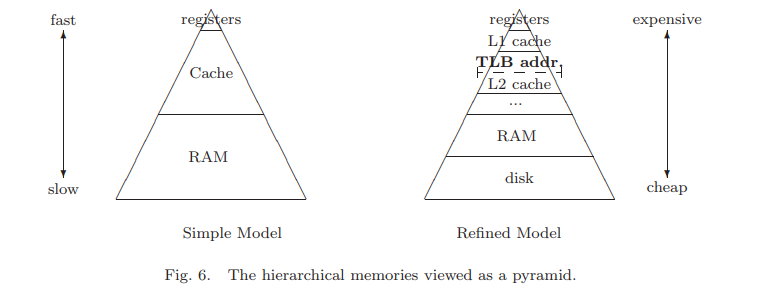 fast
registers
Cache
RAM
slow
Simple Model
registers
L1 cache
TLB addr.
L2 cache
...
RAM
disk
Refined Model
expensive
cheap
Fig. 6. The hierarchical memories viewed as a pyramid.